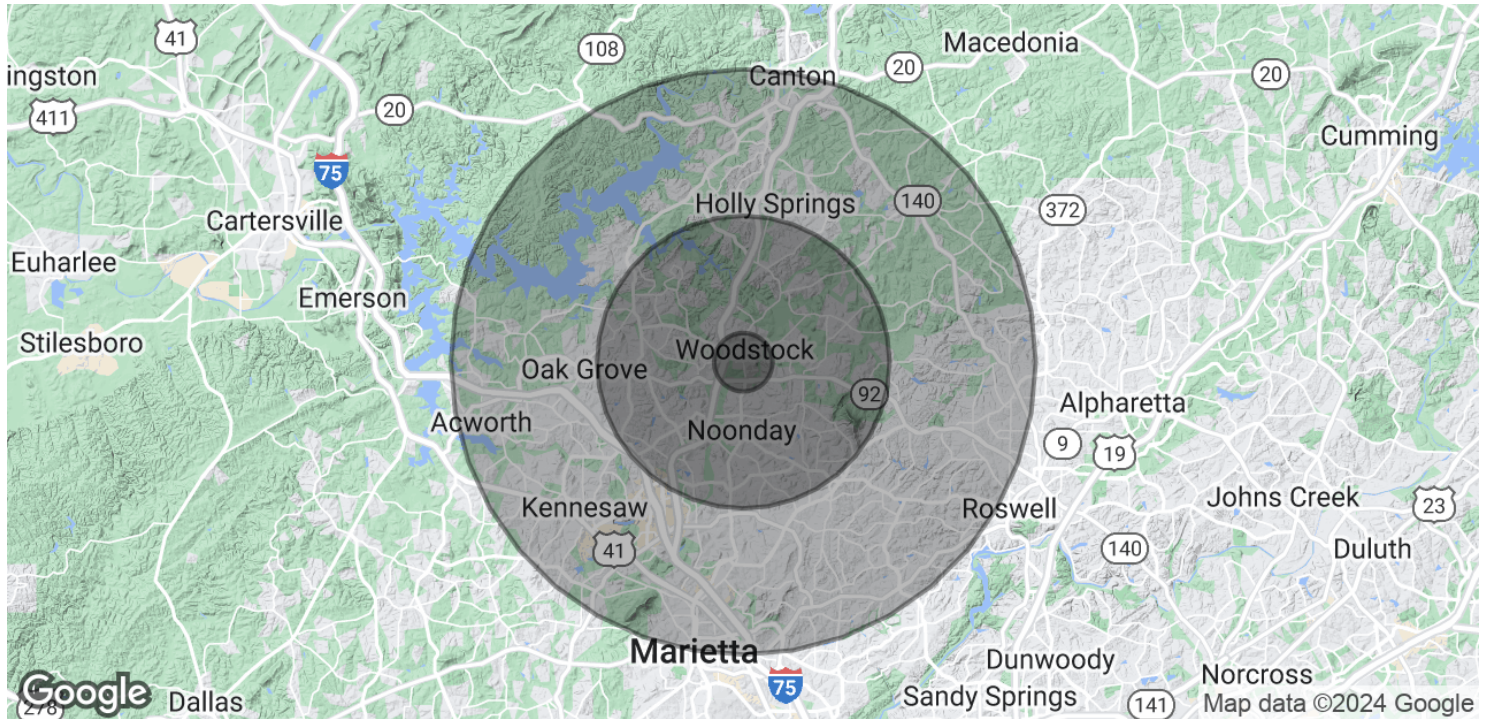 41
108
Macedonia
ingston
Canton
20
20
411
20
Cumming
75
Holly Springs
140
372
Cartersville
Euharlee
Emerson
Stilesboro
Woodstock
Oak Grove
92
Alpharetta
Acworth
Noonday
9
19
Kennesaw
Roswell
Johns Creek
23
41
140
Duluth
Marietta
Dunwoody
75
Norcross
Google
Dallas
Sandy Springs
141
Map data ©2024 Google
278